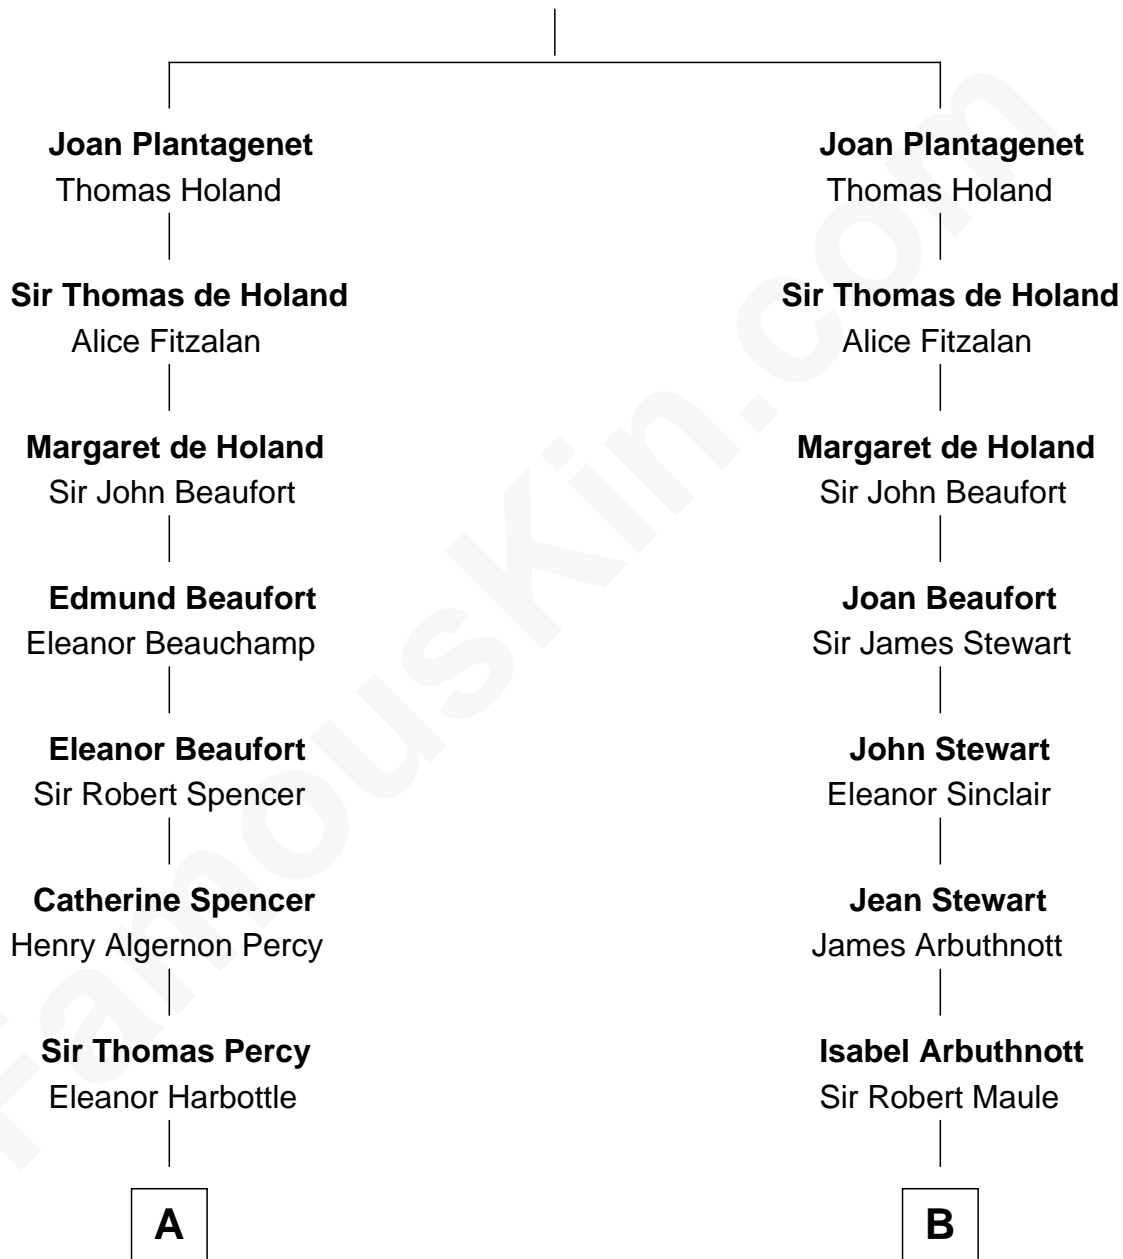 Joan Plantagenet
Thomas Holand
Sir Thomas de Holand
Alice Fitzalan
Margaret de Holand
Sir John Beaufort
Edmund Beaufort
Eleanor Beauchamp
Eleanor Beaufort
Sir Robert Spencer
Catherine Spencer
Henry Algernon Percy
Sir Thomas Percy
Eleanor Harbottle
A
Joan Plantagenet
Thomas Holand
Sir Thomas de Holand
Alice Fitzalan
Margaret de Holand
Sir John Beaufort
Joan Beaufort
Sir James Stewart
John Stewart
Eleanor Sinclair
Jean Stewart
James Arbuthnott
Isabel Arbuthnott
Sir Robert Maule
B
FamousKin.com